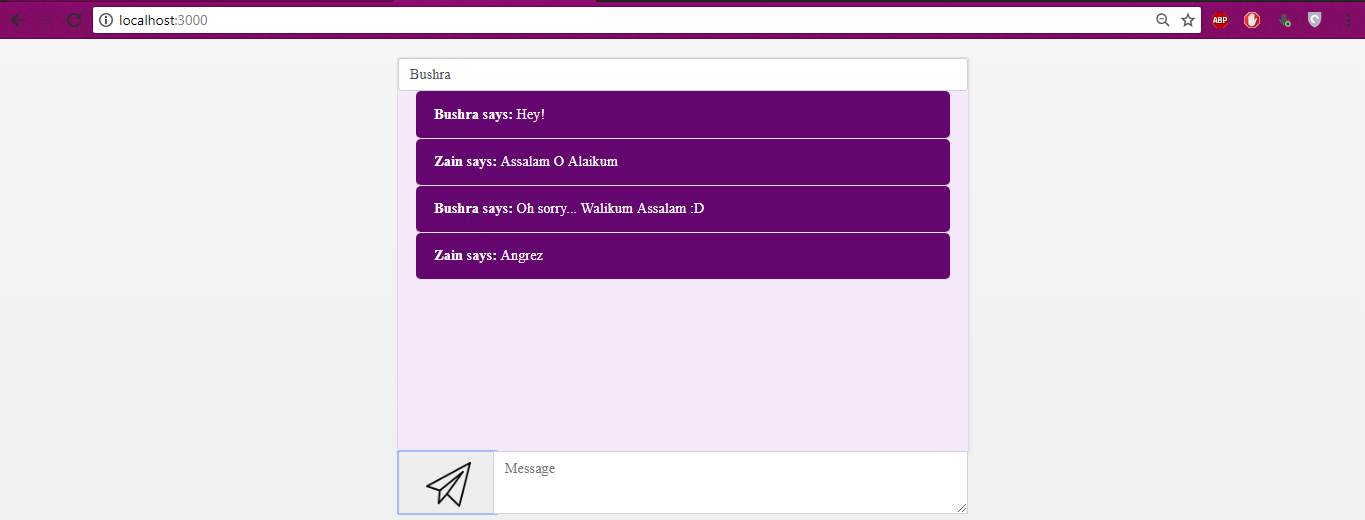 localhost:3000
ABP
Bushra
Bushra says: Hey!
Zain says: Assalam O Alaikum
Bushra says: Oh sorry... Walikum Assalam :D
Zain says: Angrez
Message